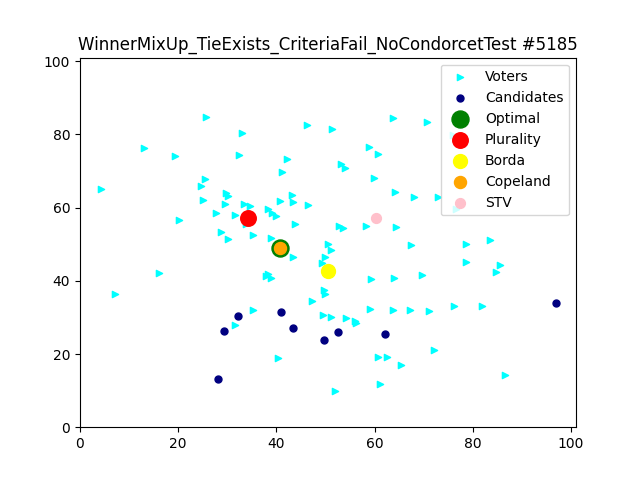 WinnerMixUp_TieExists_CriteriaFail_NoCondorcetTest #5185
Voters
Candidates
Optimal
Plurality
Borda
Copeland
STV
100
80
60
40
20
0
0 20 40 60 80 100